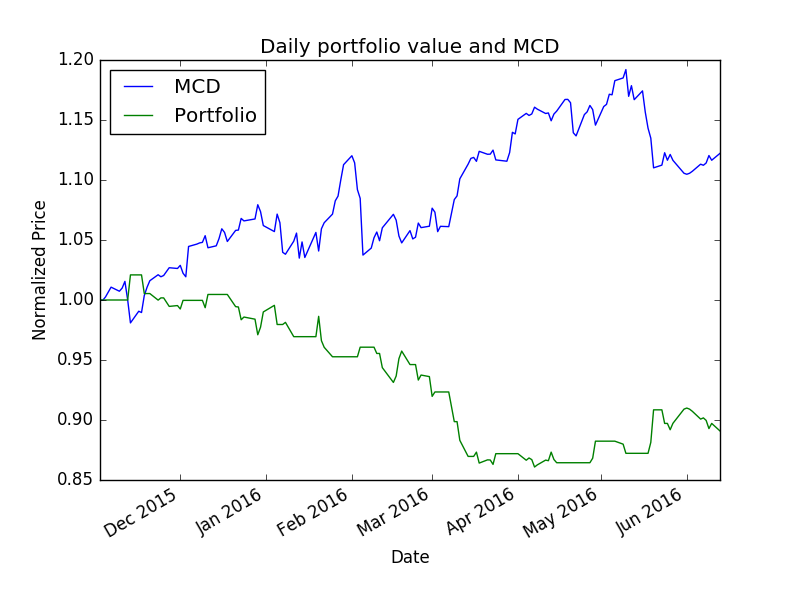 Daily portfolio value and MCD
MCD
Portfolio
1.20
1.15
1.10
1.05
1.00
0.95
0.90
0.85
Normalized Price
Dec 2015
Jan 2016
Feb 2016
Mar 2016
Apr 2016
May 2016
Jun 2016
Date